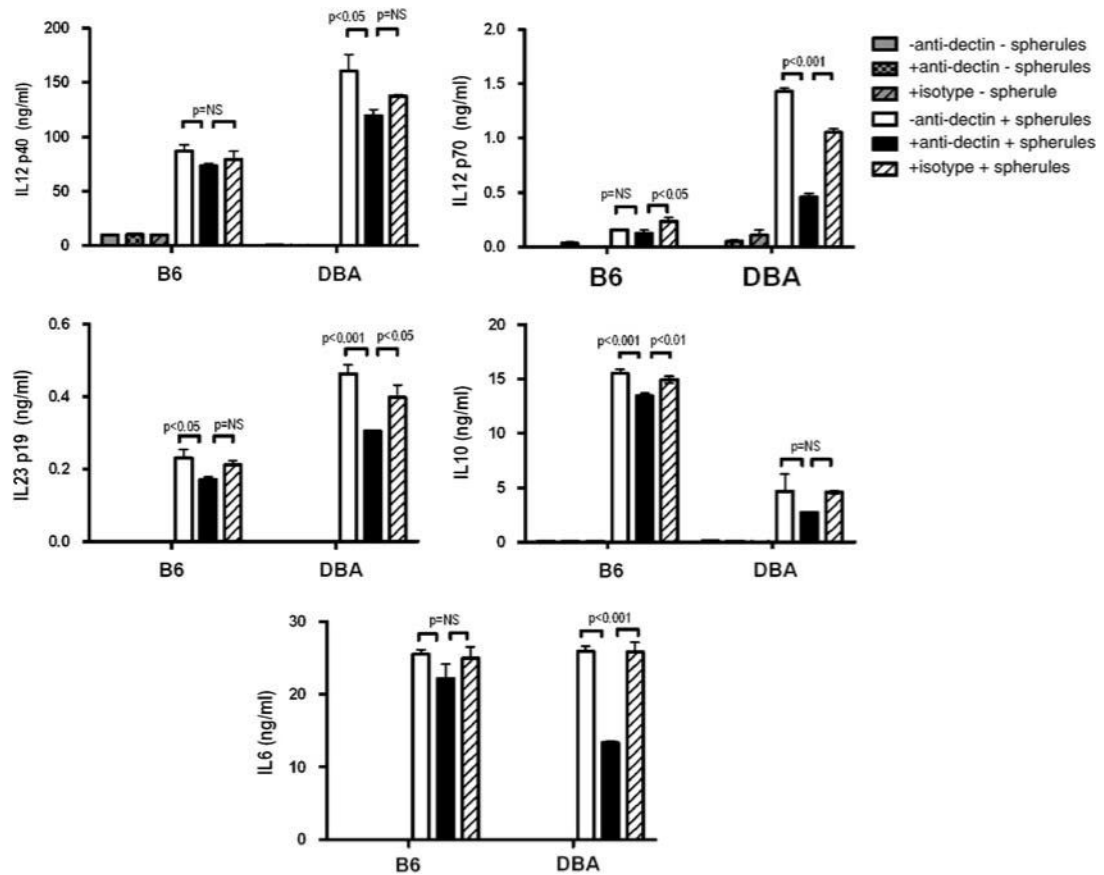 p<0.05 p=NS
200
150
100
50
0
IL12 p40 (ng/ml)
p=NS
B6 DBA
2.0
1.5
1.0
0.5
0.0
IL12 p70 (ng/ml)
p<0.001
p=NS p<0.05
B6 DBA
-anti-dectin - spherules
+anti-dectin - spherules
+isotype - spherule
-anti-dectin + spherules
+anti-dectin + spherules
+isotype + spherules
0.6
0.4
0.2
0.0
IL23 p19 (ng/ml)
p<0.001 p<0.05
p<0.05 p=NS
B6 DBA
20
15
10
5
0
IL10 (ng/ml)
p<0.001 p<0.01
p=NS
B6 DBA
30
20
10
0
IL6 (ng/ml)
p=NS p<0.001
B6 DBA